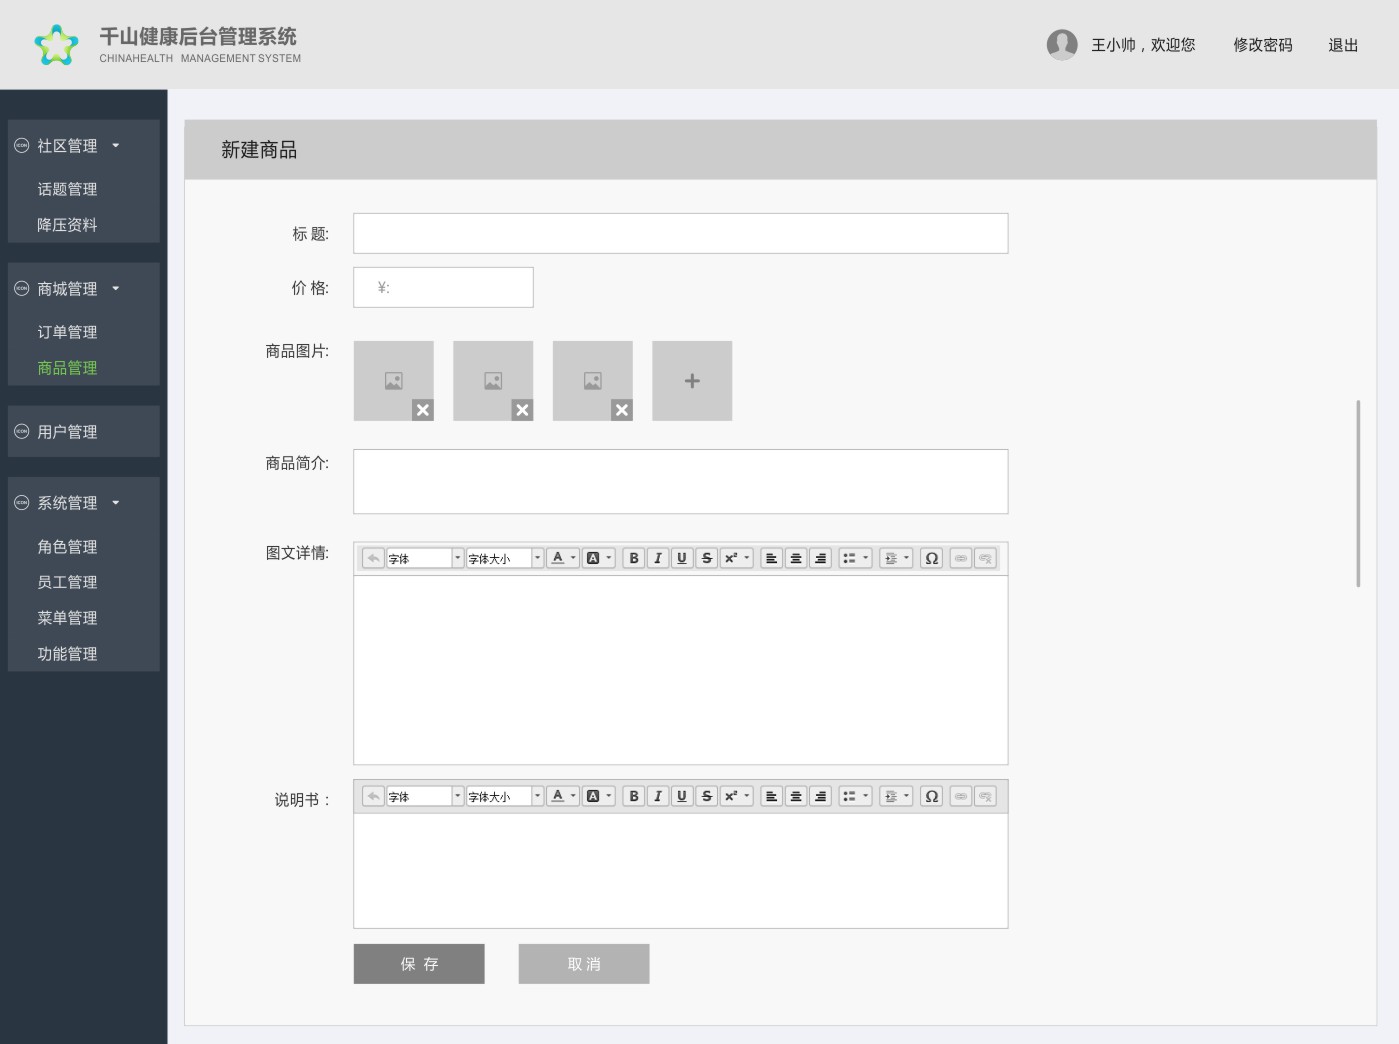 千山健康后台管理系统
CHINAHEALTH MANAGEMENT SYSTEM
王小帅，欢迎您 修改密码 退出
社区管理
话题管理
降压资料
商城管理
订单管理
商品管理
用户管理
系统管理
角色管理
员工管理
菜单管理
功能管理
新建商品
标 题:
价 格: ¥:
商品图片:
商品简介:
图文详情:
字体 字体大小 A A B I U S x² Ω
说明书：
字体 字体大小 A A B I U S x² Ω
保 存 取 消